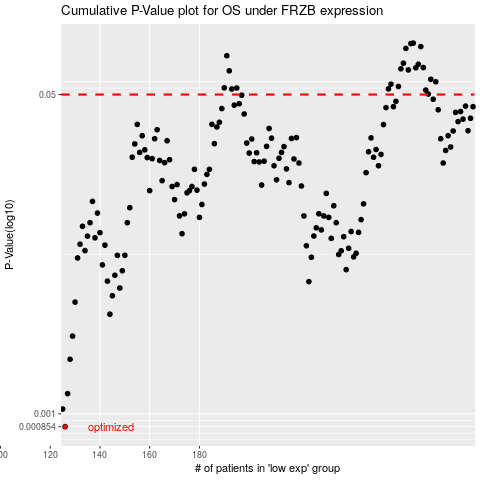 Cumulative P-Value plot for OS under FRZB expression
P-Value(log10)
0.05
0.001
0.000854
optimized
00 120 140 160 180
# of patients in 'low exp' group